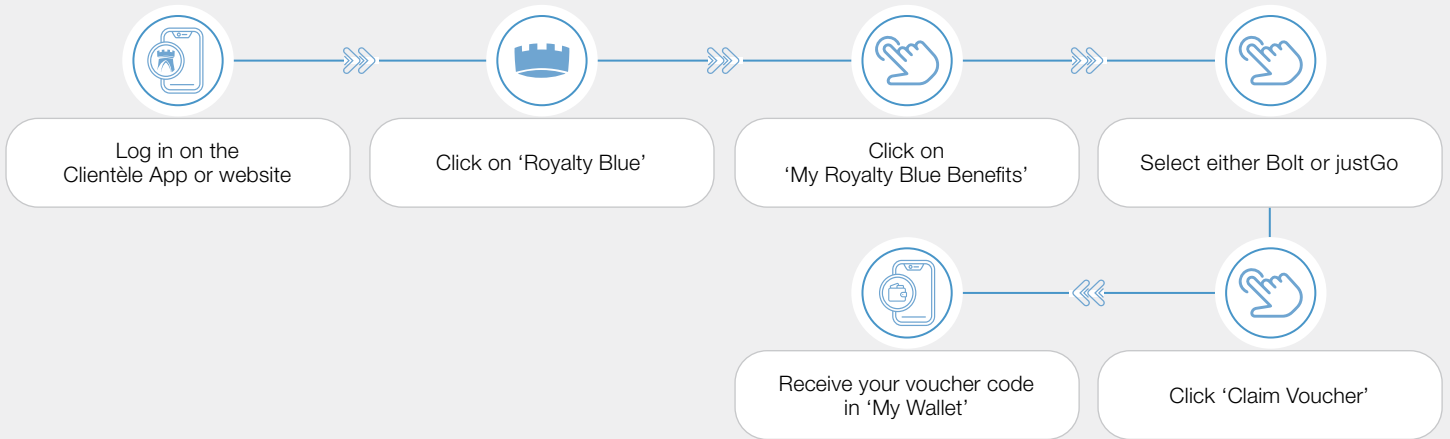 Log in on the
Clientèle App or website
Click on ‘Royalty Blue’
Click on
‘My Royalty Blue Benefits’
Select either Bolt or justGo
Click ‘Claim Voucher’
Receive your voucher code
in ‘My Wallet’